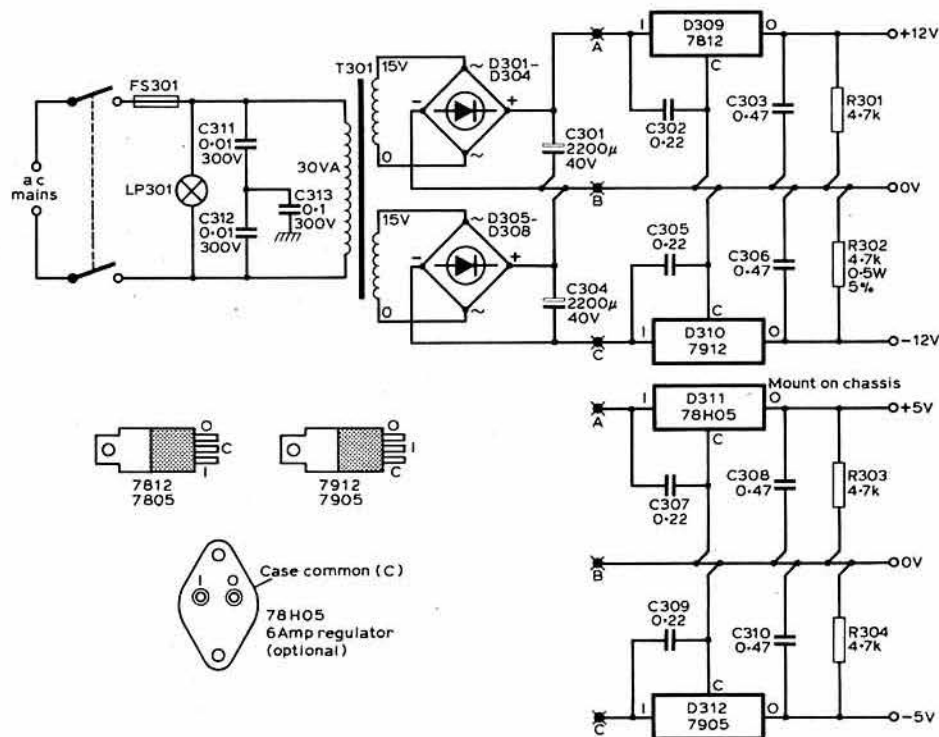 FS301
ac
mains
LP301
C311
0·01
300V
C312
0·01
300V
C313
0·1
300V
30VA
T301
15V
0
~
D301-
D304
-
+
~
15V
0
~
D305-
D308
-
+
~
C301
2200μ
40V
C304
2200μ
40V
A
I
D309
7812
O
C
+12V
C302
0·22
C303
0·47
R301
4·7k
B
0V
C305
0·22
C306
0·47
R302
4·7k
0·5W
5%
C
I
C
D310
7912
O
-12V
Mount on chassis
A
I
D311
78H05
O
C
+5V
C307
0·22
C308
0·47
R303
4·7k
B
0V
C309
0·22
C310
0·47
R304
4·7k
C
I
C
D312
7905
O
-5V
O
C
I
7812
7805
O
I
C
7912
7905
I
O
Case common (C)
78H05
6Amp regulator
(optional)